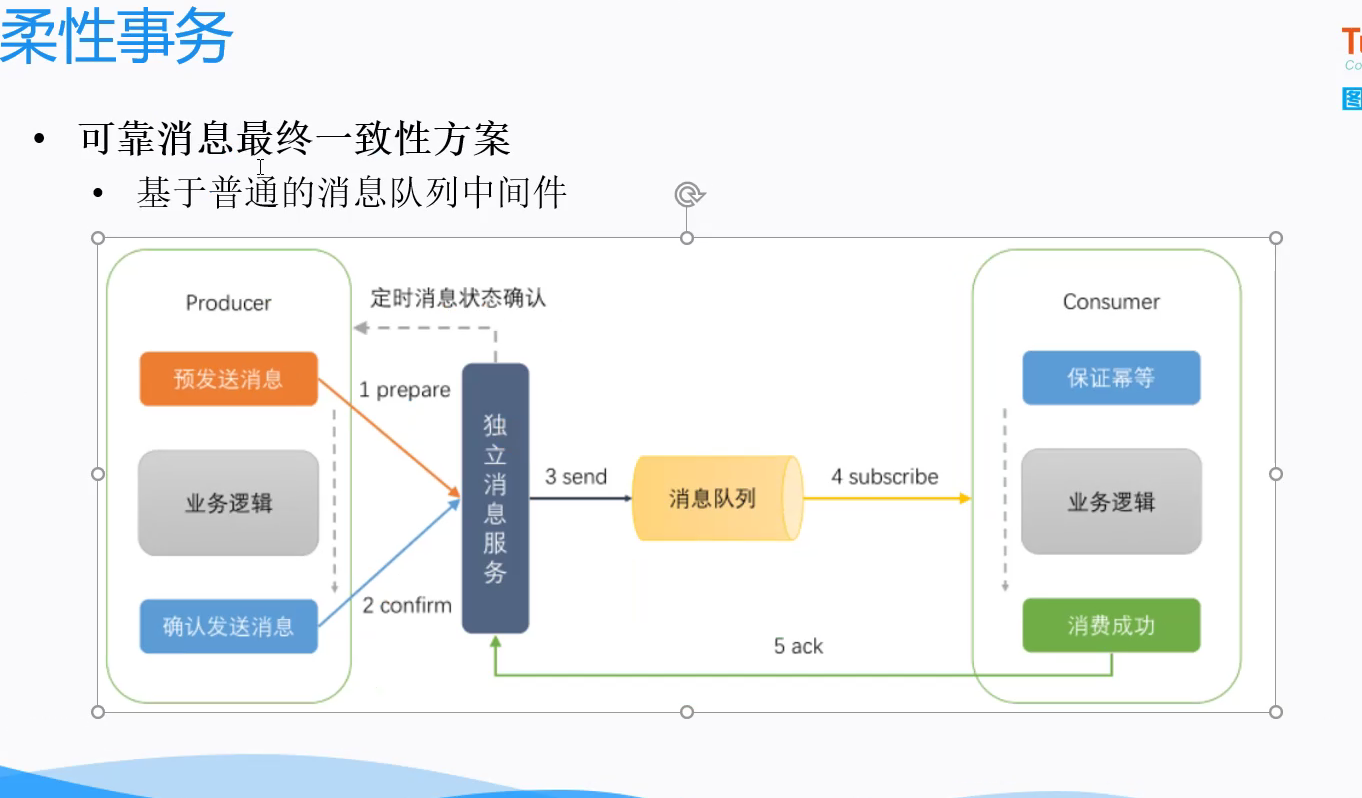 柔性事务
可靠消息最终一致性方案
基于普通的消息队列中间件
Producer
定时消息状态确认
Consumer
预发送消息
1 prepare
保证幂等
独立消息服务
业务逻辑
3 send
消息队列
4 subscribe
业务逻辑
确认发送消息
2 confirm
消费成功
5 ack